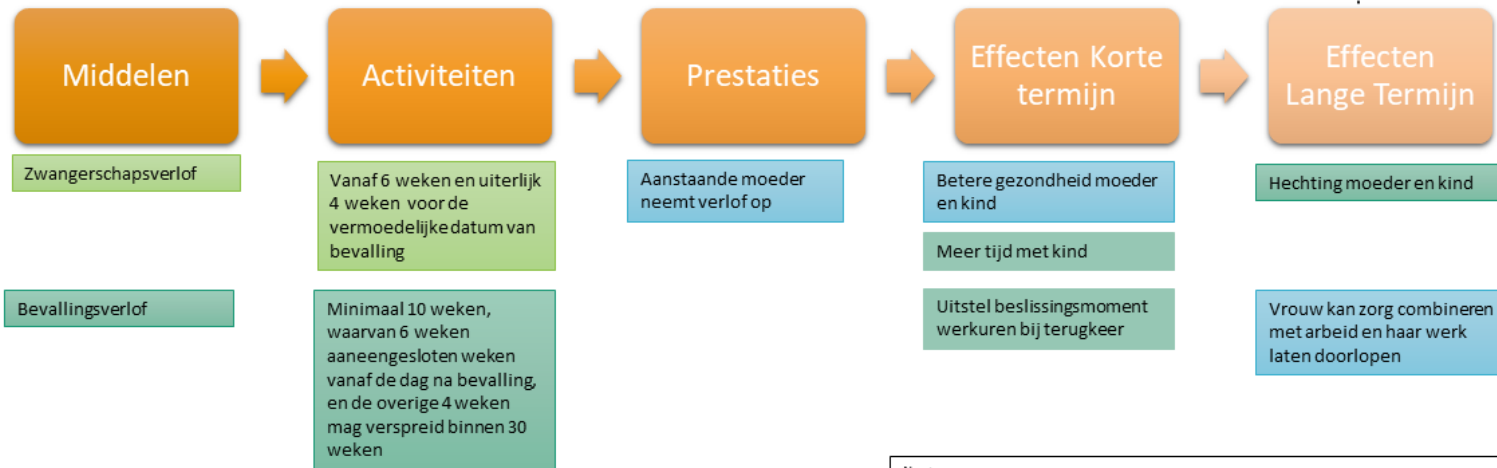 Middelen
Activiteiten
Prestaties
Effecten Korte
termijn
Effecten
Lange Termijn
Zwangerschapsverlof
Vanaf 6 weken en uiterlijk
4 weken voor de
vermoedelijke datum van
bevalling
Aanstaande moeder
neemt verlof op
Betere gezondheid moeder
en kind
Meer tijd met kind
Hechting moeder en kind
Bevallingsverlof
Minimaal 10 weken,
waarvan 6 weken
aaneengesloten weken
vanaf de dag na bevalling,
en de overige 4 weken
mag verspreid binnen 30
weken
Uitstel beslissingsmoment
werkuren bij terugkeer
Vrouw kan zorg combineren
met arbeid en haar werk
laten doorlopen